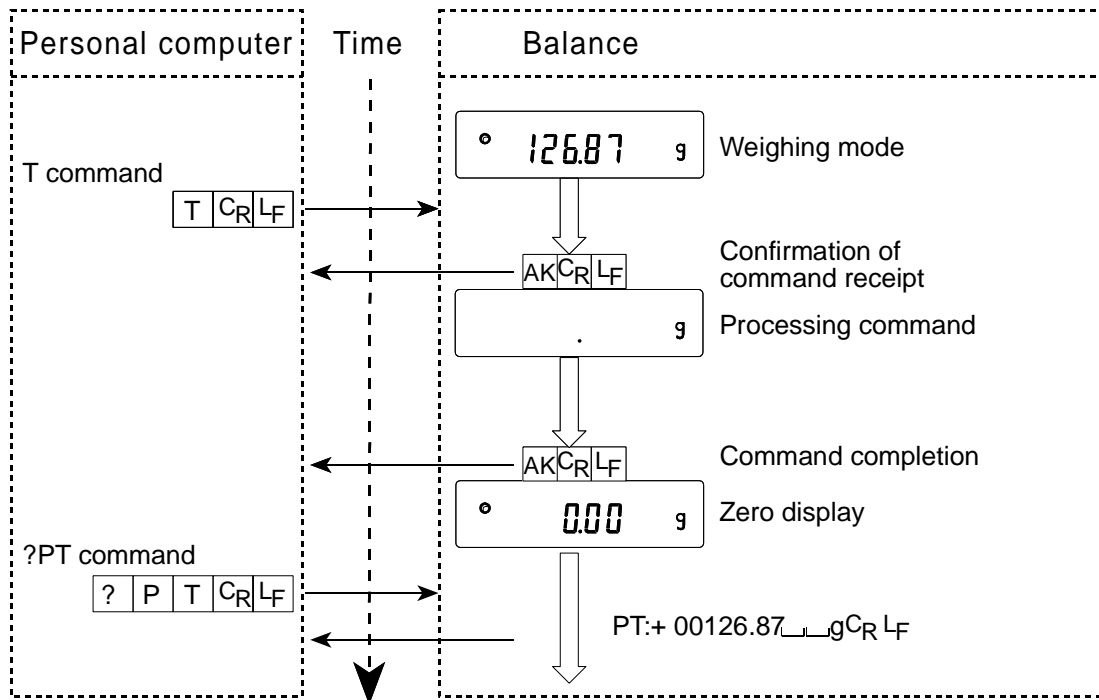 Personal computer Time Balance
126.87 g Weighing mode
T command
T CR LF
Confirmation of
command receipt
AK CR LF
. g Processing command
AK CR LF Command completion
0.00 g Zero display
?PT command
? P T CR LF
PT:+ 00126.87␣␣gCR LF